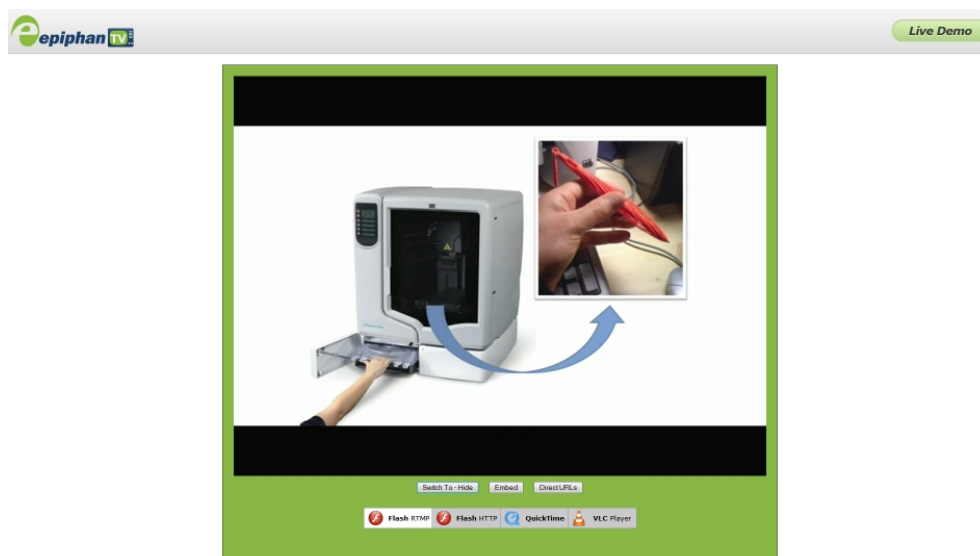 epiphan TV
Live Demo
Switch To - Hide
Embed
Direct URLs
Flash RTMP
Flash HTTP
QuickTime
VLC Player